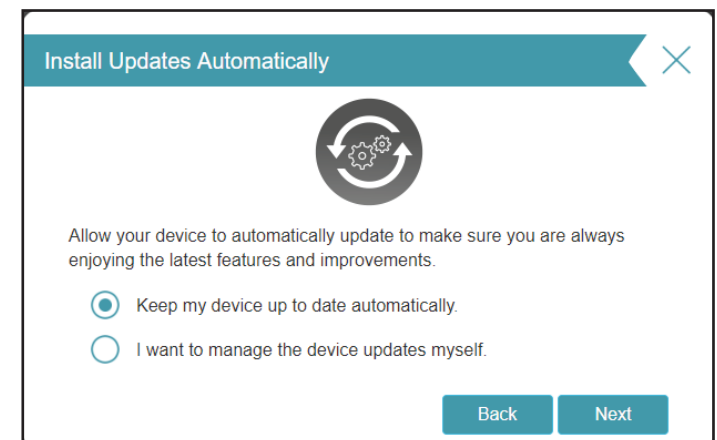 Install Updates Automatically
Allow your device to automatically update to make sure you are always
enjoying the latest features and improvements.
Keep my device up to date automatically.
I want to manage the device updates myself.
Back Next